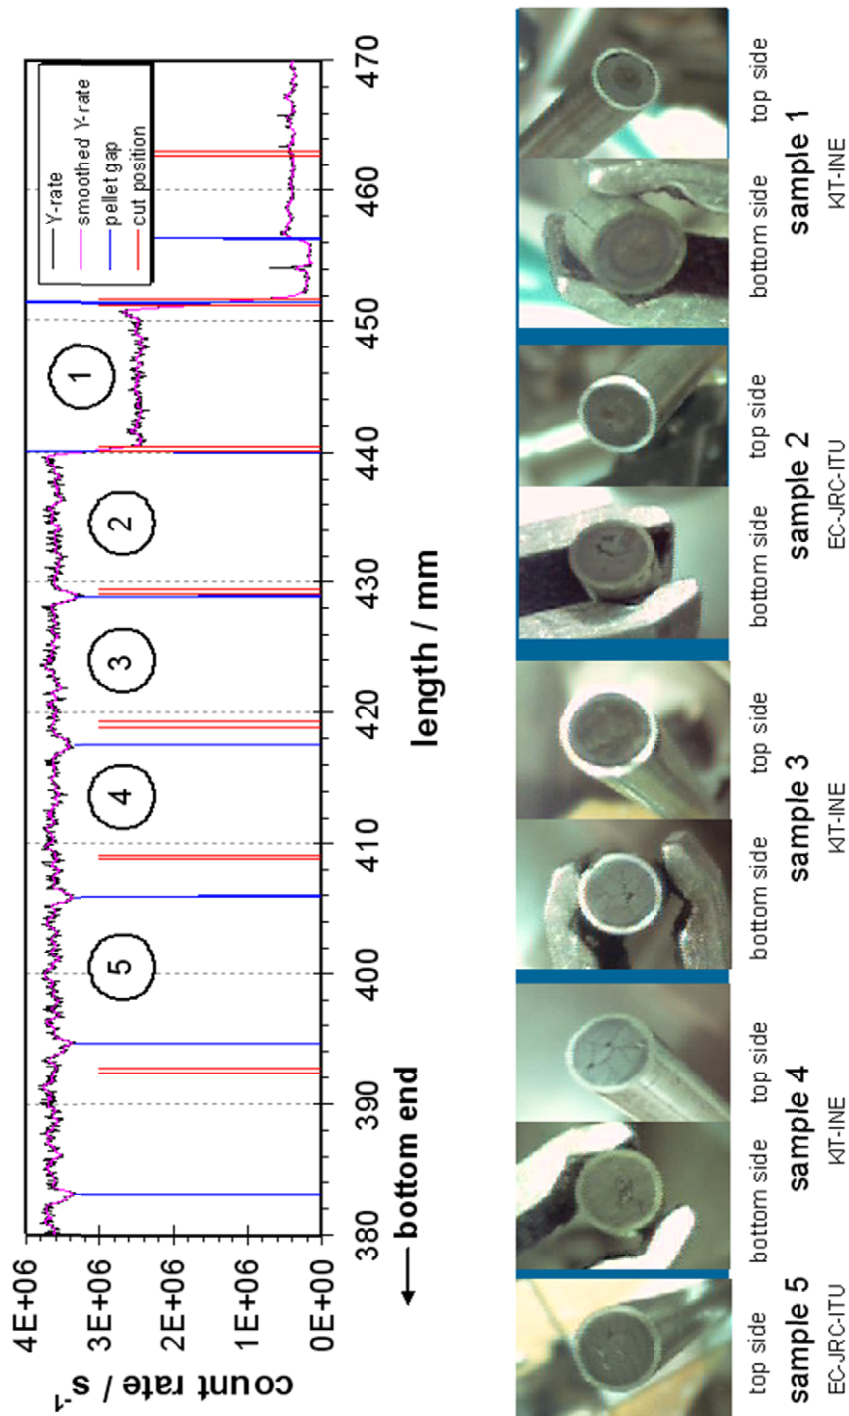 4E+06
3E+06
2E+06
1E+06
0E+00
count rate / s⁻¹
380
390
400
410
420
430
440
450
460
470
length / mm
bottom end
Υ-rate
smoothed Υ-rate
pellet gap
cut position
5
4
3
2
1
top side
bottom side
top side
bottom side
top side
bottom side
top side
bottom side
top side
sample 5
sample 4
sample 3
sample 2
sample 1
EC-JRC-ITU
KIT-INE
KIT-INE
EC-JRC-ITU
KIT-INE